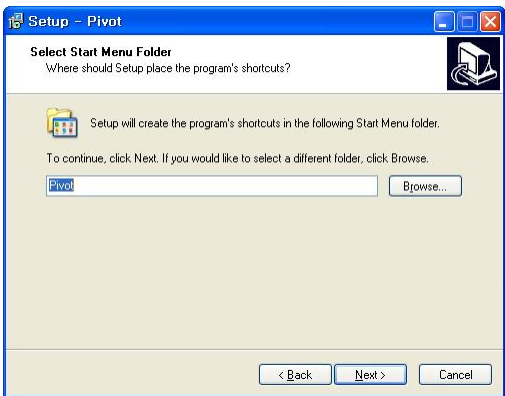 Setup - Pivot
Select Start Menu Folder
Where should Setup place the program's shortcuts?
Setup will create the program's shortcuts in the following Start Menu folder.
To continue, click Next. If you would like to select a different folder, click Browse.
Pivot
Browse...
< Back
Next >
Cancel